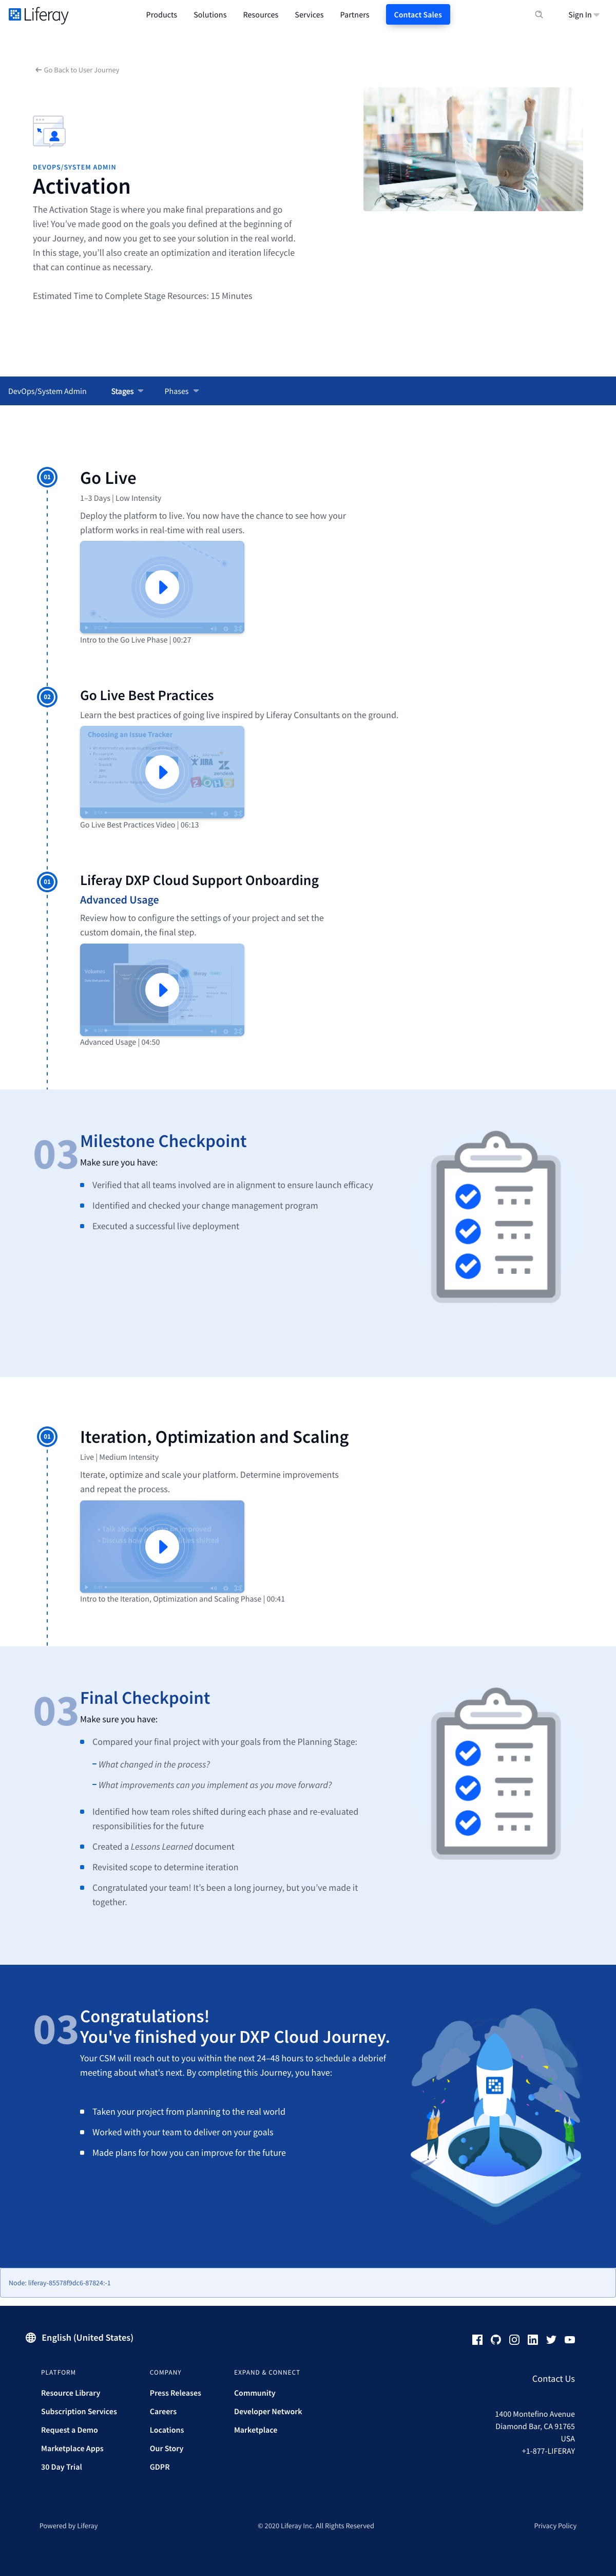 Liferay
Products
Solutions
Resources
Services
Partners
Contact Sales
Sign In
Go Back to User Journey
DEVOPS/SYSTEM ADMIN
Activation
The Activation Stage is where you make final preparations and go
live! You've made good on the goals you defined at the beginning of
your Journey, and now you get to see your solution in the real world.
In this stage, you'll also create an optimization and iteration lifecycle
that can continue as necessary.
Estimated Time to Complete Stage Resources: 15 Minutes
DevOps/System Admin
Stages
Phases
01
Go Live
1–3 Days | Low Intensity
Deploy the platform to live. You now have the chance to see how your
platform works in real-time with real users.
Intro to the Go Live Phase | 00:27
02
Go Live Best Practices
Learn the best practices of going live inspired by Liferay Consultants on the ground.
Choosing an Issue Tracker
JIRA
ZOHO
Go Live Best Practices Video | 06:13
01
Liferay DXP Cloud Support Onboarding
Advanced Usage
Review how to configure the settings of your project and set the
custom domain, the final step.
Advanced Usage | 04:50
03
Milestone Checkpoint
Make sure you have:
Verified that all teams involved are in alignment to ensure launch efficacy
Identified and checked your change management program
Executed a successful live deployment
01
Iteration, Optimization and Scaling
Live | Medium Intensity
Iterate, optimize and scale your platform. Determine improvements
and repeat the process.
Intro to the Iteration, Optimization and Scaling Phase | 00:41
03
Final Checkpoint
Make sure you have:
Compared your final project with your goals from the Planning Stage:
– What changed in the process?
– What improvements can you implement as you move forward?
Identified how team roles shifted during each phase and re-evaluated
responsibilities for the future
Created a Lessons Learned document
Revisited scope to determine iteration
Congratulated your team! It's been a long journey, but you've made it
together.
03
Congratulations!
You've finished your DXP Cloud Journey.
Your CSM will reach out to you within the next 24–48 hours to schedule a debrief
meeting about what's next. By completing this Journey, you have:
Taken your project from planning to the real world
Worked with your team to deliver on your goals
Made plans for how you can improve for the future
Node: liferay-85578f9dc6-87824:-1
English (United States)
PLATFORM
Resource Library
Subscription Services
Request a Demo
Marketplace Apps
30 Day Trial
COMPANY
Press Releases
Careers
Locations
Our Story
GDPR
EXPAND & CONNECT
Community
Developer Network
Marketplace
Contact Us
1400 Montefino Avenue
Diamond Bar, CA 91765
USA
+1-877-LIFERAY
Powered by Liferay
© 2020 Liferay Inc. All Rights Reserved
Privacy Policy